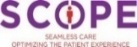 SCOPE
SEAMLESS CARE
OPTIMIZING THE PATIENT EXPERIENCE